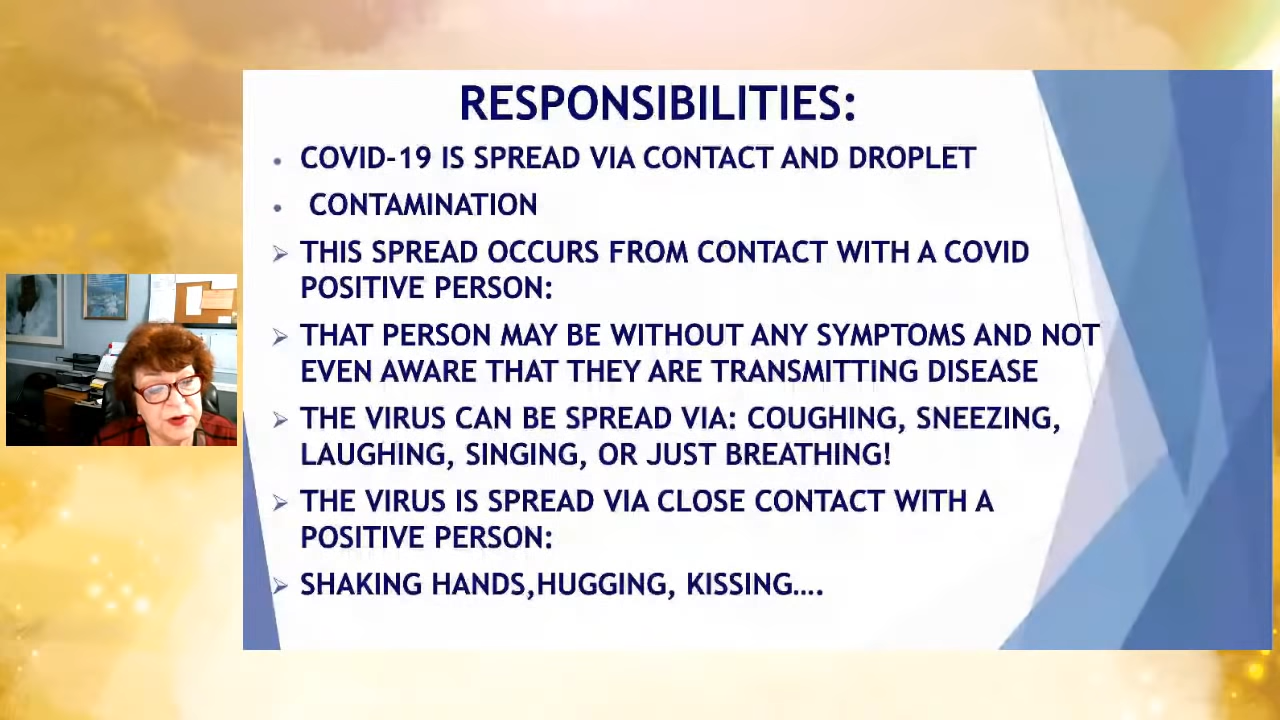 RESPONSIBILITIES:
• COVID-19 IS SPREAD VIA CONTACT AND DROPLET
• CONTAMINATION
➢ THIS SPREAD OCCURS FROM CONTACT WITH A COVID
POSITIVE PERSON:
➢ THAT PERSON MAY BE WITHOUT ANY SYMPTOMS AND NOT
EVEN AWARE THAT THEY ARE TRANSMITTING DISEASE
➢ THE VIRUS CAN BE SPREAD VIA: COUGHING, SNEEZING,
LAUGHING, SINGING, OR JUST BREATHING!
➢ THE VIRUS IS SPREAD VIA CLOSE CONTACT WITH A
POSITIVE PERSON:
➢ SHAKING HANDS,HUGGING, KISSING....